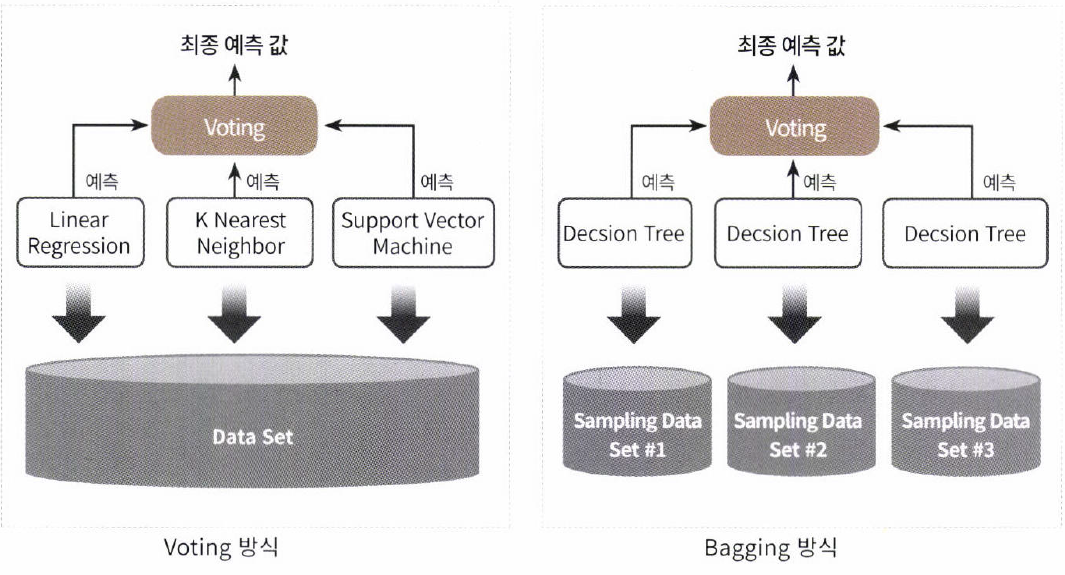 최종 예측 값
Voting
예측
예측
예측
Linear
Regression
K Nearest
Neighbor
Support Vector
Machine
Data Set
Voting 방식
최종 예측 값
Voting
예측
예측
예측
Decsion Tree
Decsion Tree
Decsion Tree
Sampling Data
Set #1
Sampling Data
Set #2
Sampling Data
Set #3
Bagging 방식